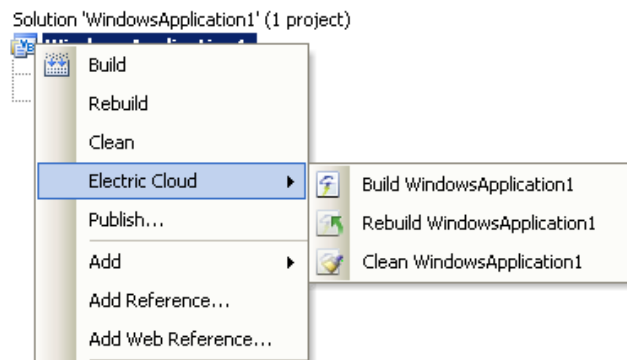 Solution 'WindowsApplication1' (1 project)
Build
Rebuild
Clean
Electric Cloud
Build WindowsApplication1
Publish...
Rebuild WindowsApplication1
Add
Clean WindowsApplication1
Add Reference...
Add Web Reference...